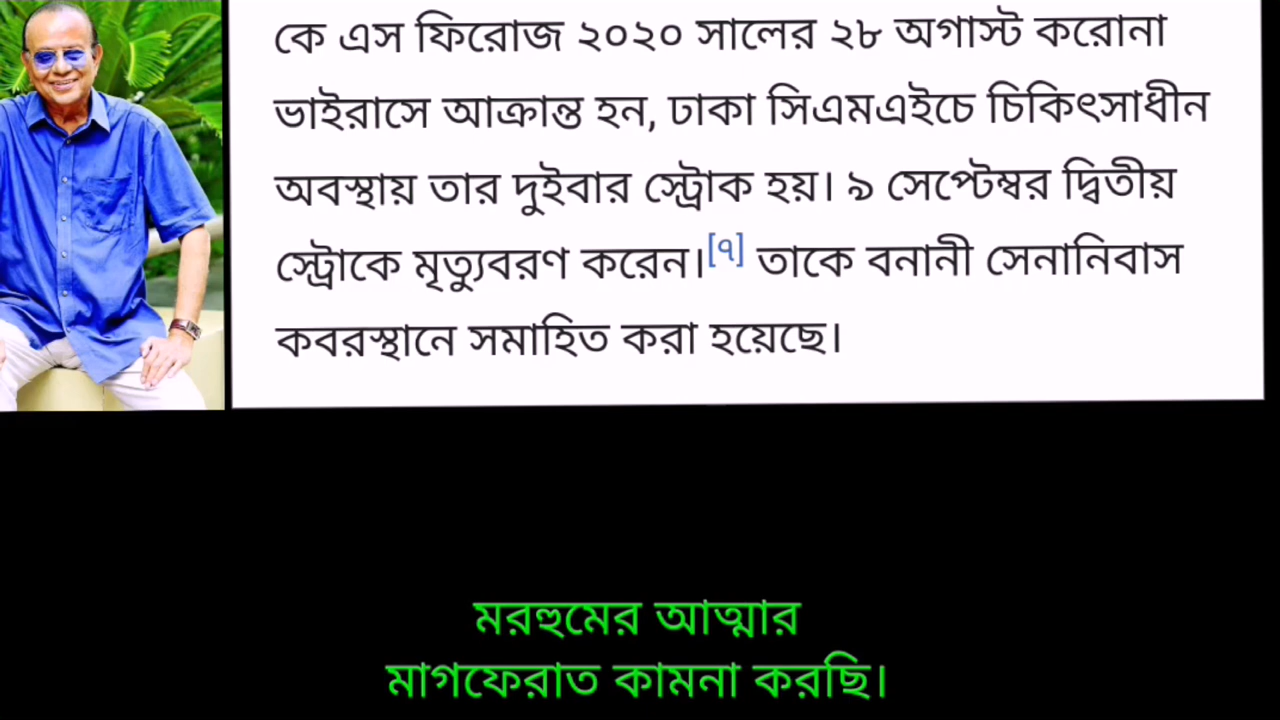 কে এস ফিরোজ ২০২০ সালের ২৮ অগাস্ট করোনা
ভাইরাসে আক্রান্ত হন, ঢাকা সিএমএইচে চিকিৎসাধীন
অবস্থায় তার দুইবার স্ট্রোক হয়। ৯ সেপ্টেম্বর দ্বিতীয়
স্ট্রোকে মৃত্যুবরণ করেন।[৭] তাকে বনানী সেনানিবাস
কবরস্থানে সমাহিত করা হয়েছে।
মরহুমের আত্মার
মাগফেরাত কামনা করছি।